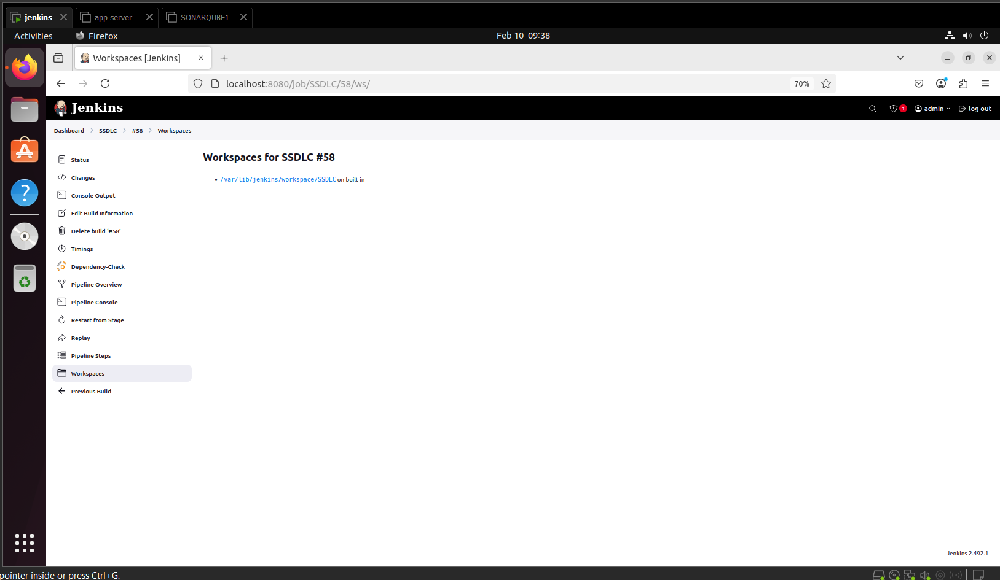 jenkins
app server
SONARQUBE1
Activities
Firefox
Feb 10 09:38
Workspaces [Jenkins]
localhost:8080/job/SSDLC/58/ws/
70%
Jenkins
1
admin
log out
Dashboard
SSDLC
#58
Workspaces
Status
Changes
Console Output
Edit Build Information
Delete build ‘#58’
Timings
Dependency-Check
Pipeline Overview
Pipeline Console
Restart from Stage
Replay
Pipeline Steps
Workspaces
Previous Build
Workspaces for SSDLC #58
/var/lib/jenkins/workspace/SSDLC on built-in
Jenkins 2.492.1
pointer inside or press Ctrl+G.